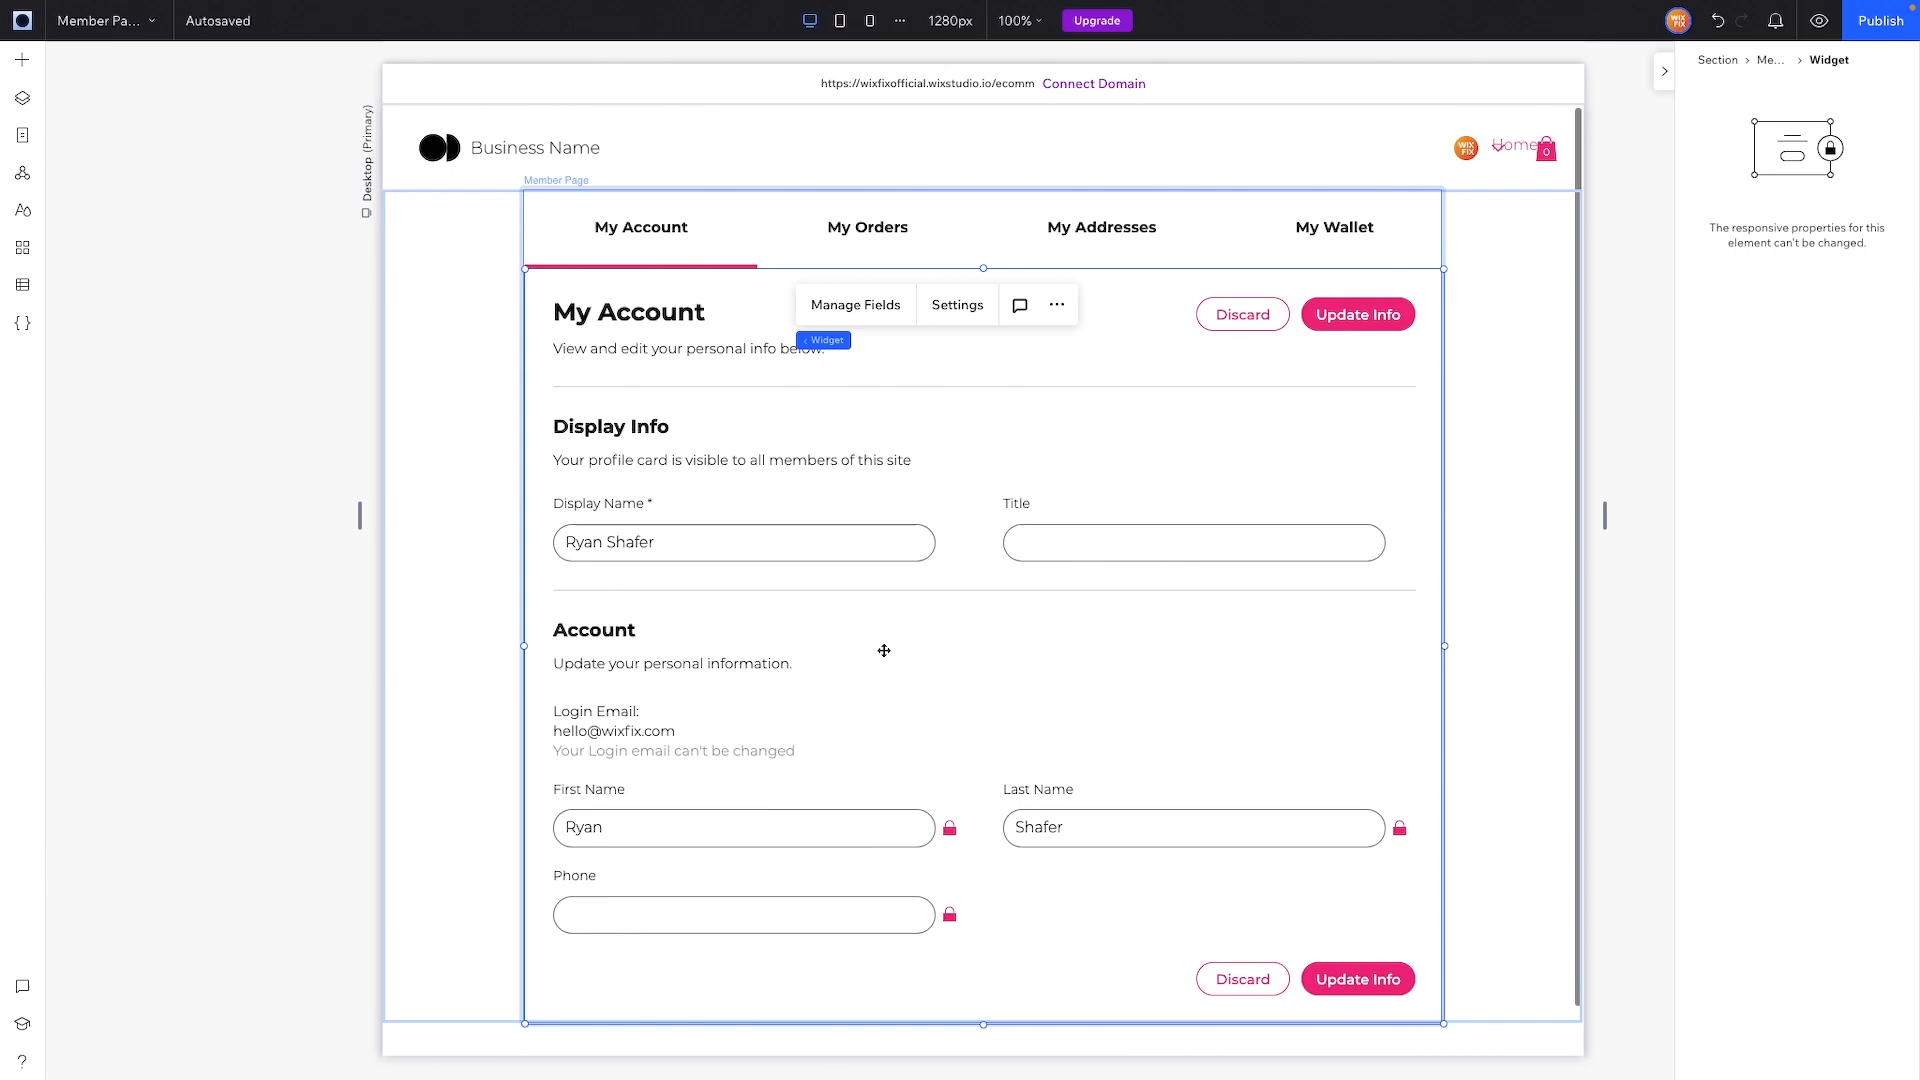 Member Pa...
Autosaved
1280px
100%
Upgrade
Publish
WIX FIX
https://wixfixofficial.wixstudio.io/ecomm Connect Domain
Desktop (Primary)
Business Name
WIX FIX
Home
0
Member Page
My Account
My Orders
My Addresses
My Wallet
My Account
Manage Fields
Settings
Discard
Update Info
< Widget
View and edit your personal info below.
Display Info
Your profile card is visible to all members of this site
Display Name *
Title
Ryan Shafer
Account
Update your personal information.
Login Email:
hello@wixfix.com
Your Login email can't be changed
First Name
Last Name
Ryan
Shafer
Phone
Discard
Update Info
Section > Me... > Widget
The responsive properties for this
element can't be changed.